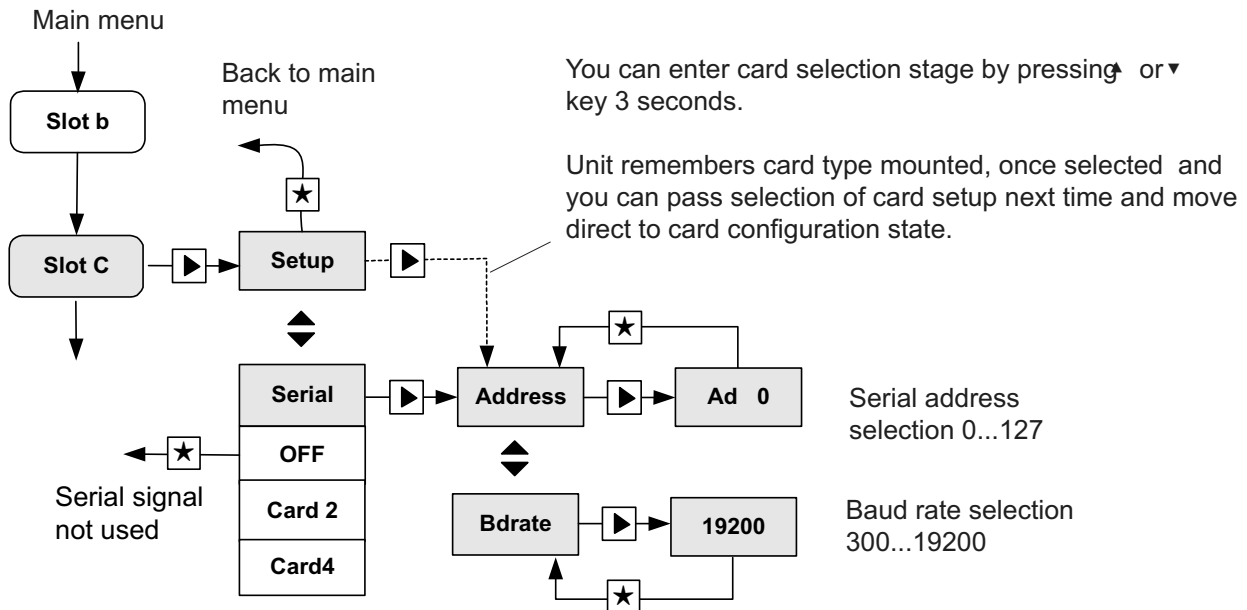 Main menu
Back to main
menu
You can enter card selection stage by pressing▲ or▼
key 3 seconds.
Slot b
Unit remembers card type mounted, once selected and
you can pass selection of card setup next time and move
direct to card configuration state.
Slot C
Setup
Serial
Address
Ad 0
Serial address
selection 0...127
OFF
Serial signal
not used
Card 2
Card4
Bdrate
19200
Baud rate selection
300...19200